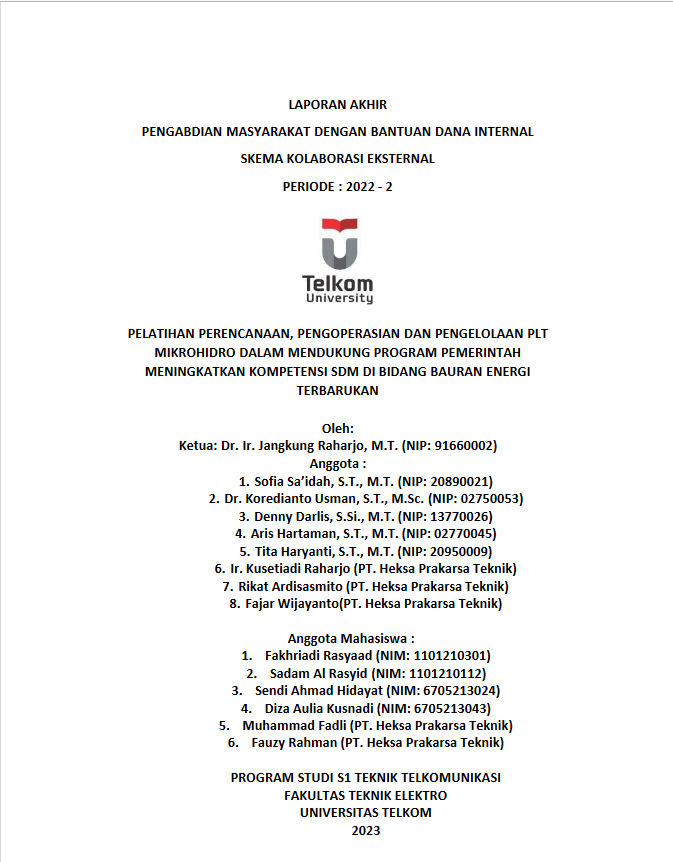 LAPORAN AKHIR
PENGABDIAN MASYARAKAT DENGAN BANTUAN DANA INTERNAL
SKEMA KOLABORASI EKSTERNAL
PERIODE : 2022 - 2
Telkom
University
PELATIHAN PERENCANAAN, PENGOPERASIAN DAN PENGELOLAAN PLT
MIKROHIDRO DALAM MENDUKUNG PROGRAM PEMERINTAH
MENINGKATKAN KOMPETENSI SDM DI BIDANG BAURAN ENERGI
TERBARUKAN
Oleh:
Ketua: Dr. Ir. Jangkung Raharjo, M.T. (NIP: 91660002)
Anggota :
1. Sofia Sa’idah, S.T., M.T. (NIP: 20890021)
2. Dr. Koredianto Usman, S.T., M.Sc. (NIP: 02750053)
3. Denny Darlis, S.Si., M.T. (NIP: 13770026)
4. Aris Hartaman, S.T., M.T. (NIP: 02770045)
5. Tita Haryanti, S.T., M.T. (NIP: 20950009)
6. Ir. Kusetiadi Raharjo (PT. Heksa Prakarsa Teknik)
7. Rikat Ardisasmito (PT. Heksa Prakarsa Teknik)
8. Fajar Wijayanto(PT. Heksa Prakarsa Teknik)
Anggota Mahasiswa :
1. Fakhriadi Rasyaad (NIM: 1101210301)
2. Sadam Al Rasyid (NIM: 1101210112)
3. Sendi Ahmad Hidayat (NIM: 6705213024)
4. Diza Aulia Kusnadi (NIM: 6705213043)
5. Muhammad Fadli (PT. Heksa Prakarsa Teknik)
6. Fauzy Rahman (PT. Heksa Prakarsa Teknik)
PROGRAM STUDI S1 TEKNIK TELKOMUNIKASI
FAKULTAS TEKNIK ELEKTRO
UNIVERSITAS TELKOM
2023